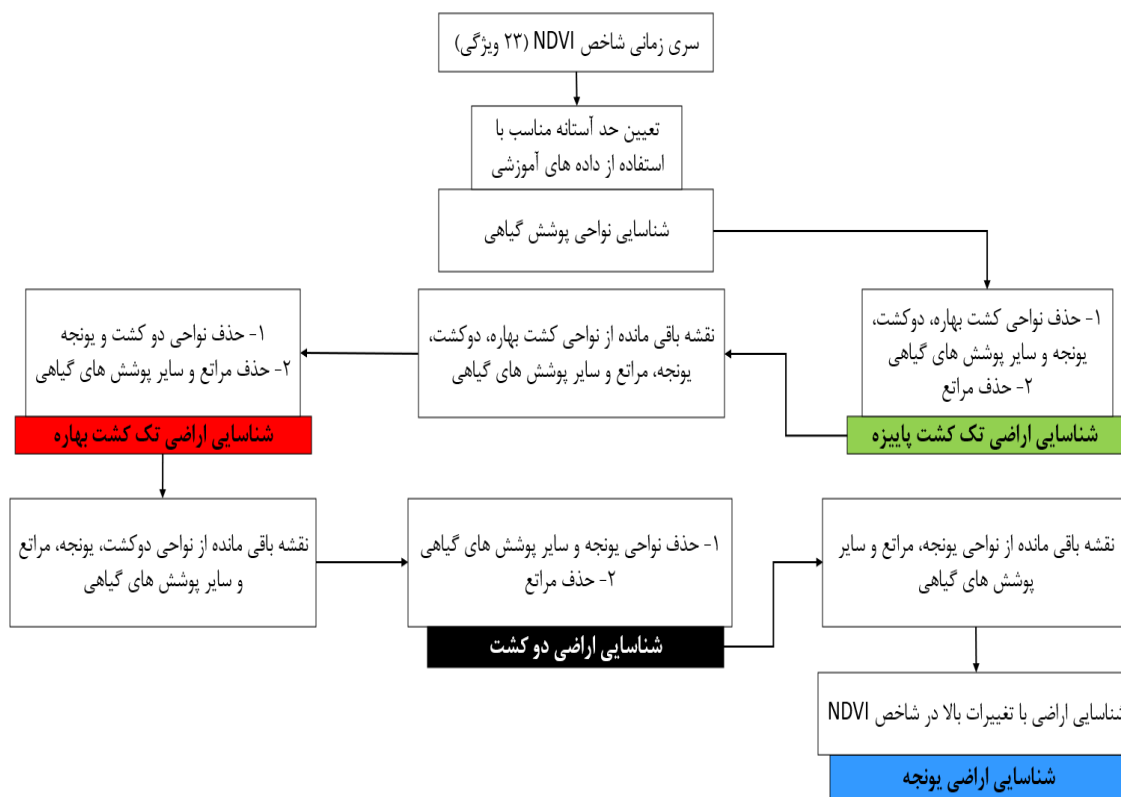 سری زمانی شاخص NDVI (۲۳ ویژگی)
تعیین حد آستانه مناسب با
استفاده از داده های آموزشی
شناسایی نواحی پوشش گیاهی
۱- حذف نواحی کشت بهاره، دوکشت،
یونجه و سایر پوشش های گیاهی
۲- حذف مراتع
شناسایی اراضی تک کشت پاییزه
نقشه باقی مانده از نواحی کشت بهاره، دوکشت،
یونجه، مراتع و سایر پوشش های گیاهی
۱- حذف نواحی دو کشت و یونجه
۲- حذف مراتع و سایر پوشش های گیاهی
شناسایی اراضی تک کشت بهاره
نقشه باقی مانده از نواحی دوکشت، یونجه، مراتع
و سایر پوشش های گیاهی
۱- حذف نواحی یونجه و سایر پوشش های گیاهی
۲- حذف مراتع
شناسایی اراضی دو کشت
نقشه باقی مانده از نواحی یونجه، مراتع و سایر
پوشش های گیاهی
شناسایی اراضی با تغییرات بالا در شاخص NDVI
شناسایی اراضی یونجه